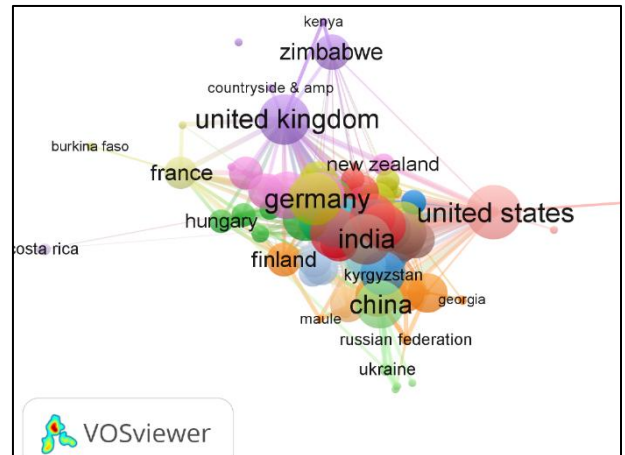 kenya
zimbabwe
countryside & amp
united kingdom
burkina faso
france
new zealand
germany
hungary
united states
india
costa rica
finland
kyrgyzstan
china
georgia
maule
russian federation
ukraine
VOSviewer